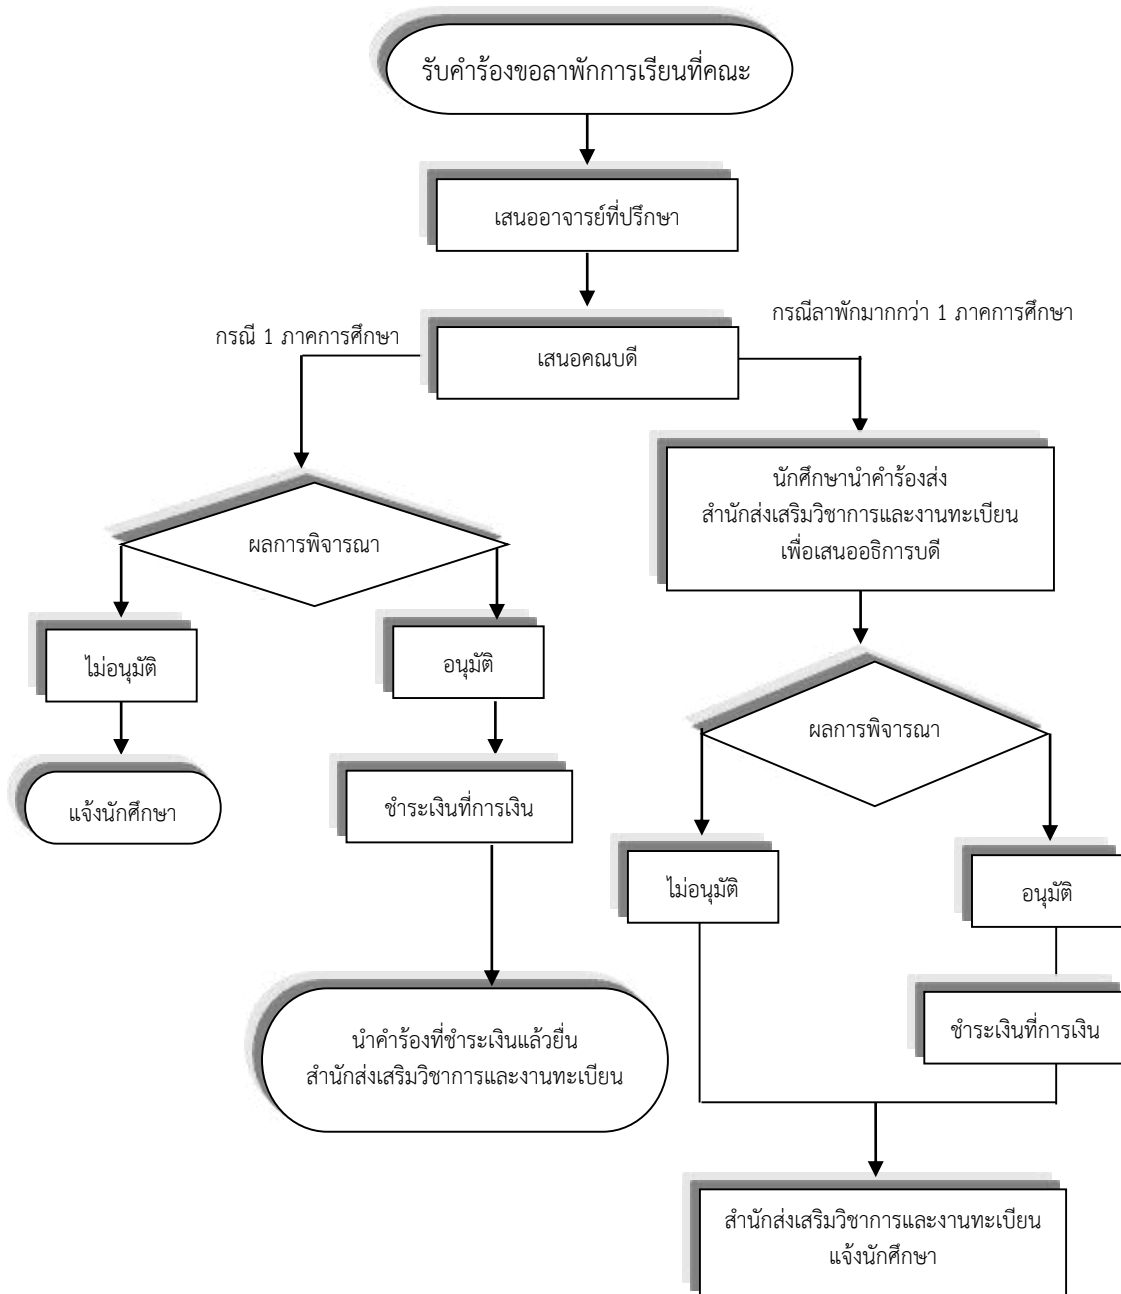 รับคำร้องขอลาพักการเรียนที่คณะ
เสนออาจารย์ที่ปรึกษา
กรณี 1 ภาคการศึกษา
กรณีลาพักมากกว่า 1 ภาคการศึกษา
เสนอคณบดี
นักศึกษานำคำร้องส่ง
สำนักส่งเสริมวิชาการและงานทะเบียน
เพื่อเสนออธิการบดี
ผลการพิจารณา
ไม่อนุมัติ
อนุมัติ
แจ้งนักศึกษา
ชำระเงินที่การเงิน
นำคำร้องที่ชำระเงินแล้วยื่น
สำนักส่งเสริมวิชาการและงานทะเบียน
ผลการพิจารณา
ไม่อนุมัติ
อนุมัติ
ชำระเงินที่การเงิน
สำนักส่งเสริมวิชาการและงานทะเบียน
แจ้งนักศึกษา